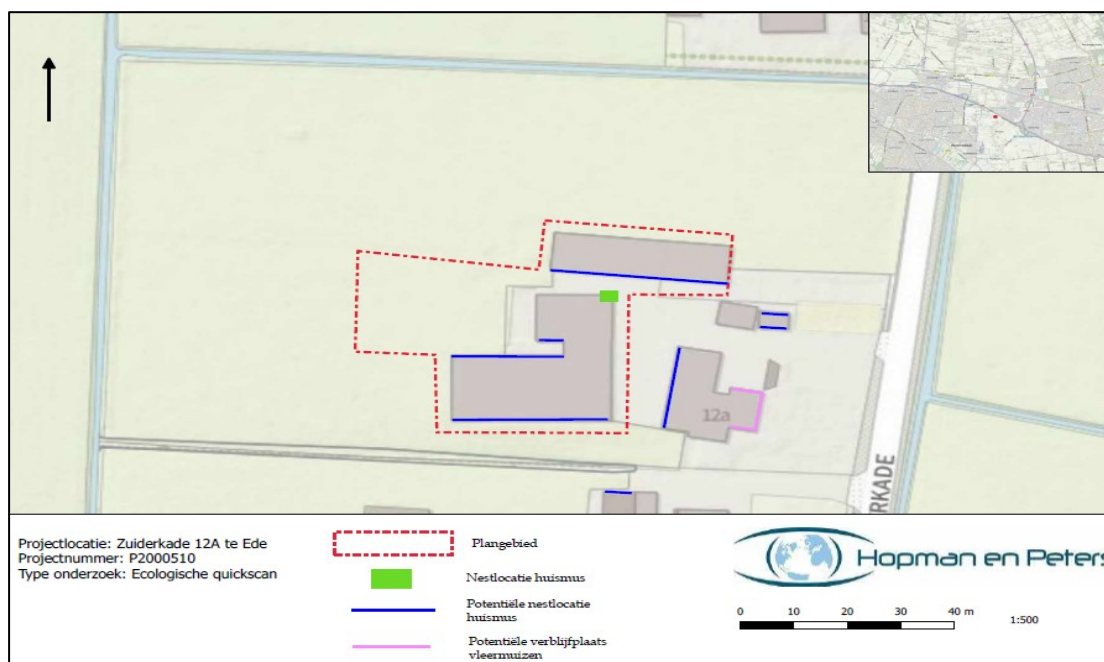 12a
RKADE
Projectlocatie: Zuiderkade 12A te Ede
Projectnummer: P2000510
Type onderzoek: Ecologische quickscan
Plangebied
Nestlocatie huismus
Potentiële nestlocatie
huismus
Potentiële verblijfplaats
vleermuizen
Hopman en Peters
0 10 20 30 40 m
1:500